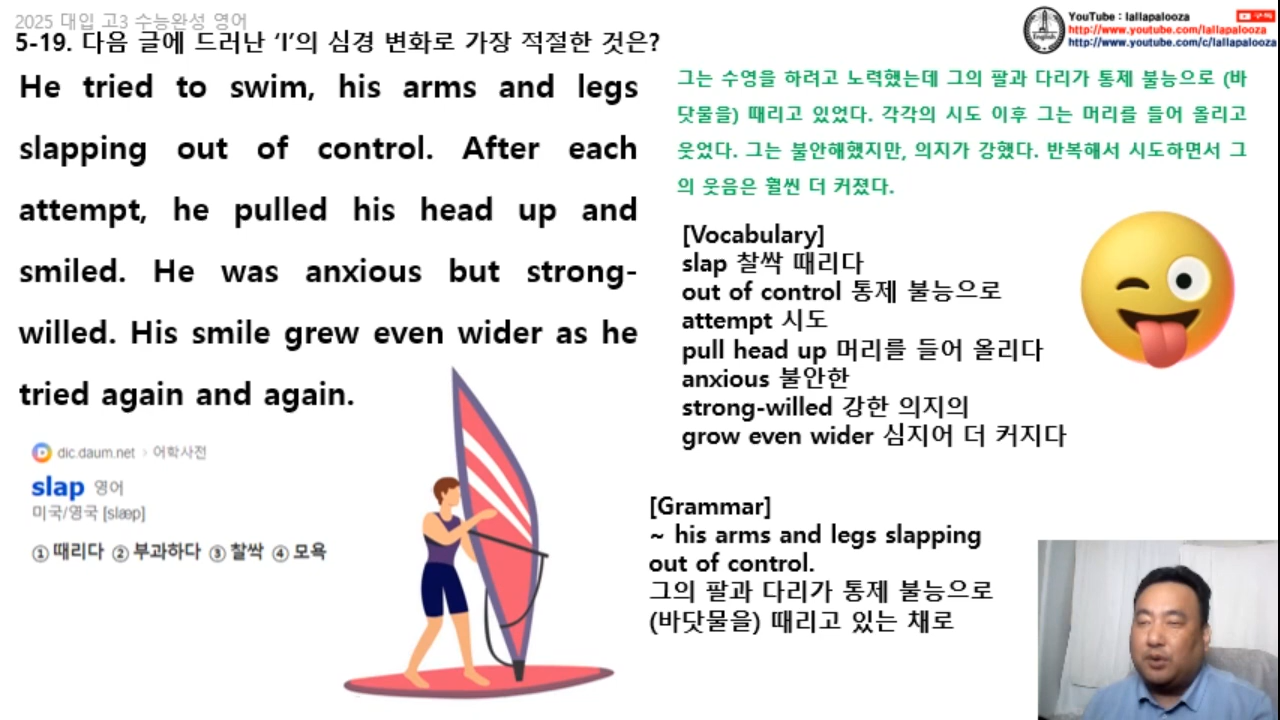 2025 대입 고3 수능완성 영어
5-19. 다음 글에 드러난 ‘I’의 심경 변화로 가장 적절한 것은?
He tried to swim, his arms and legs
slapping out of control. After each
attempt, he pulled his head up and
smiled. He was anxious but strong-
willed. His smile grew even wider as he
tried again and again.
dic.daum.net › 어학사전
slap 영어
미국/영국 [slæp]
① 때리다 ② 부과하다 ③ 찰싹 ④ 모욕
YouTube : lallapalooza
구독
http://www.youtube.com/lallapalooza
http://www.youtube.com/c/lallapalooza
English
그는 수영을 하려고 노력했는데 그의 팔과 다리가 통제 불능으로 (바
닷물을) 때리고 있었다. 각각의 시도 이후 그는 머리를 들어 올리고
웃었다. 그는 불안해했지만, 의지가 강했다. 반복해서 시도하면서 그
의 웃음은 훨씬 더 커졌다.
[Vocabulary]
slap 찰싹 때리다
out of control 통제 불능으로
attempt 시도
pull head up 머리를 들어 올리다
anxious 불안한
strong-willed 강한 의지의
grow even wider 심지어 더 커지다
[Grammar]
~ his arms and legs slapping
out of control.
그의 팔과 다리가 통제 불능으로
(바닷물을) 때리고 있는 채로